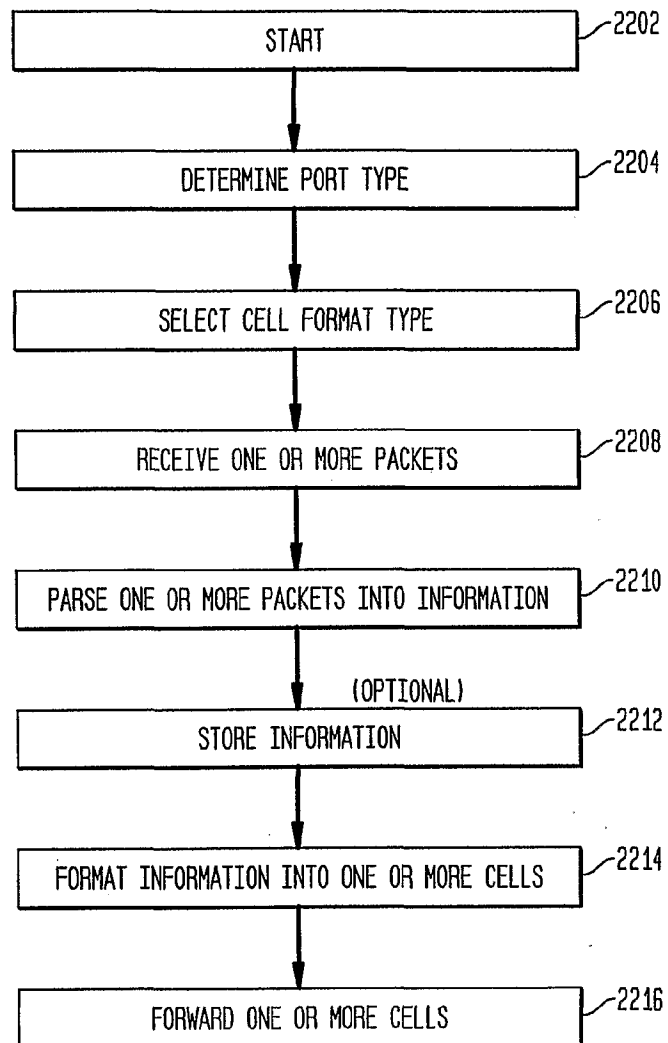 START
2202
DETERMINE PORT TYPE
2204
SELECT CELL FORMAT TYPE
2206
RECEIVE ONE OR MORE PACKETS
2208
PARSE ONE OR MORE PACKETS INTO INFORMATION
2210
(OPTIONAL)
STORE INFORMATION
2212
FORMAT INFORMATION INTO ONE OR MORE CELLS
2214
FORWARD ONE OR MORE CELLS
2216